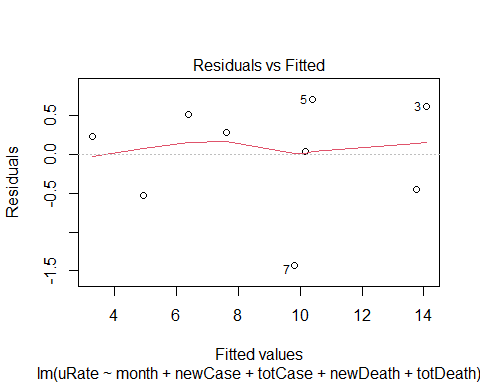 Residuals vs Fitted
Residuals
0.5
0.0
-0.5
-1.5
5
3
7
4 6 8 10 12 14
Fitted values
lm(uRate ~ month + newCase + totCase + newDeath + totDeath)